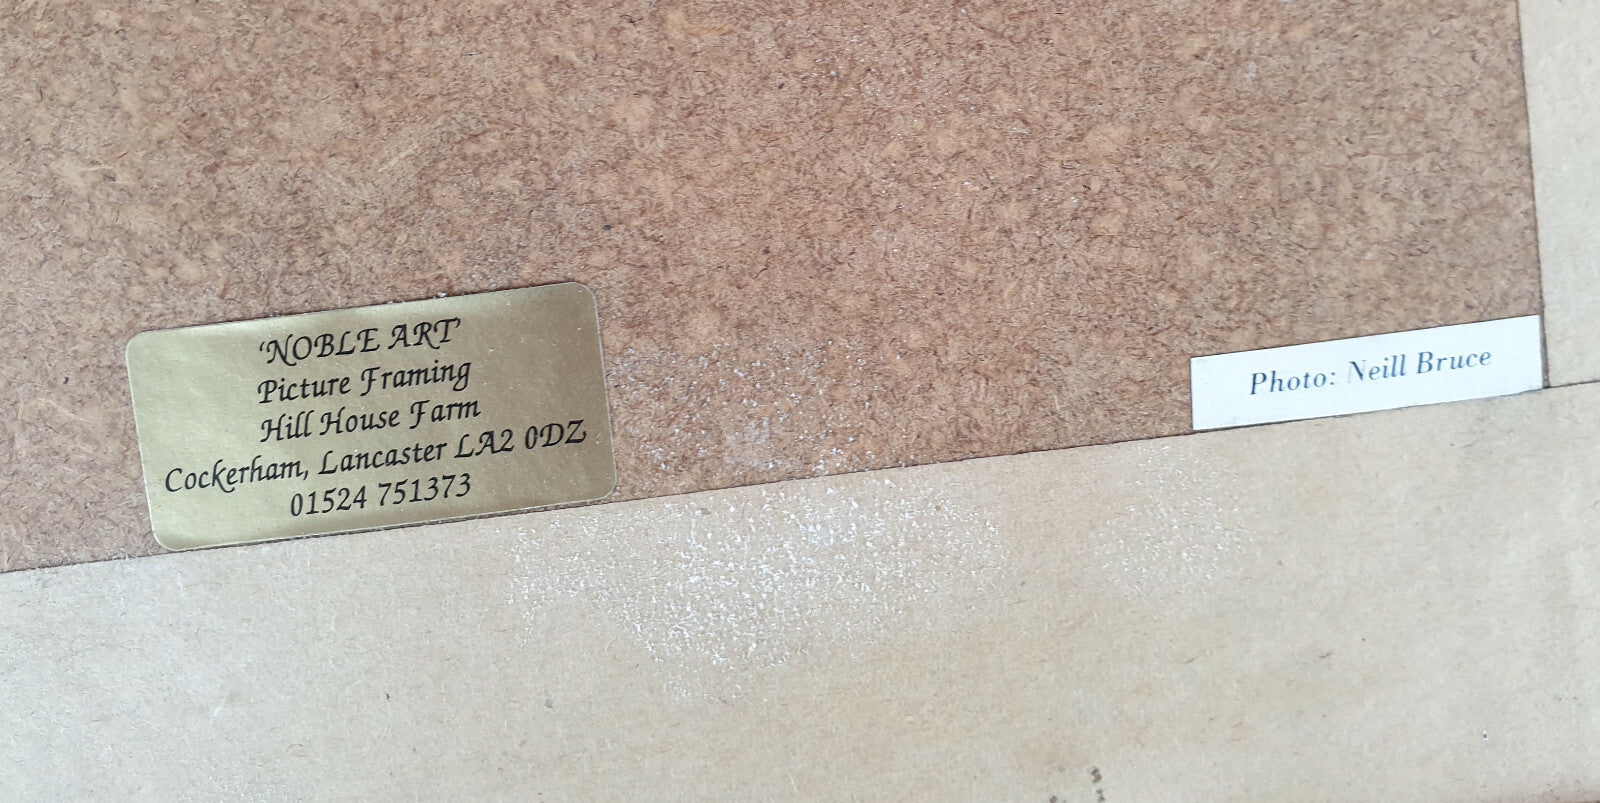 ‘NOBLE ART’
Picture Framing
Hill House Farm
Cockerham, Lancaster LA2 0DZ
01524 751373
Photo: Neill Bruce